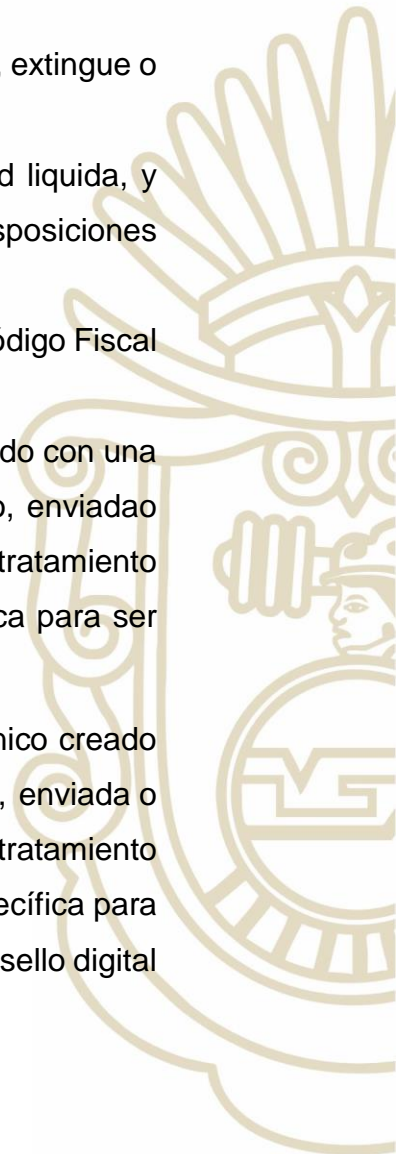 , extingue o
d liquida, y
sposiciones
ódigo Fiscal
do con una
o, enviadao
tratamiento
ca para ser
nico creado
, enviada o
tratamiento
ecífica para
sello digital